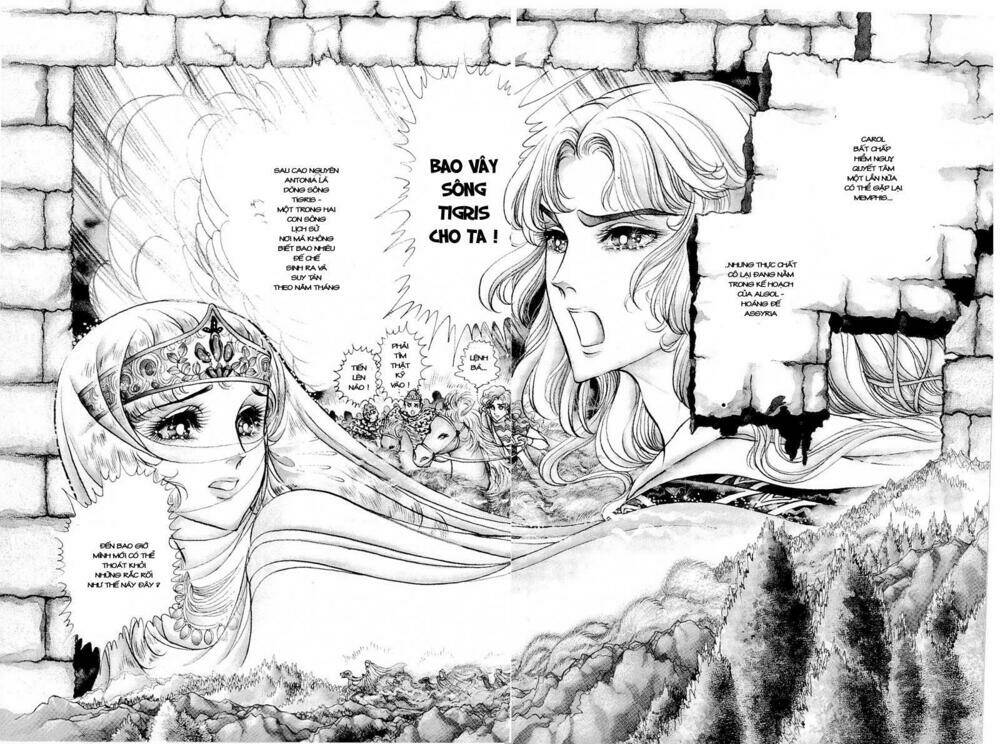 CAROL
BẤT CHẤP
HIỂM NGUY
QUYẾT TÂM
MỘT LẦN NỮA
CÓ THỂ GẶP LẠI
MEMPHIS...
..NHƯNG THỰC CHẤT
CÔ LẠI ĐANG NẰM
TRONG KẾ HOẠCH
CỦA ALGOL -
HOÀNG ĐẾ
ASSYRIA
BAO VÂY
SÔNG
TIGRIS
CHO TA !
SAU CAO NGUYÊN
ANTONIA LÀ
DÒNG SÔNG
TIGRIS -
MỘT TRONG HAI
CON SÔNG
LỊCH SỬ
NƠI MÀ KHÔNG
BIẾT BAO NHIÊU
ĐẾ CHẾ
SINH RA VÀ
SUY TÀN
THEO NĂM THÁNG
LỆNH
BÀ...
PHẢI
TÌM
THẬT
KỸ
VÀO !
TIẾN
LÊN
NÀO !
ĐẾN BAO GIỜ
MÌNH MỚI CÓ THỂ
THOÁT KHỎI
NHỮNG RẮC RỐI
NHƯ THẾ NÀY ĐÂY ?